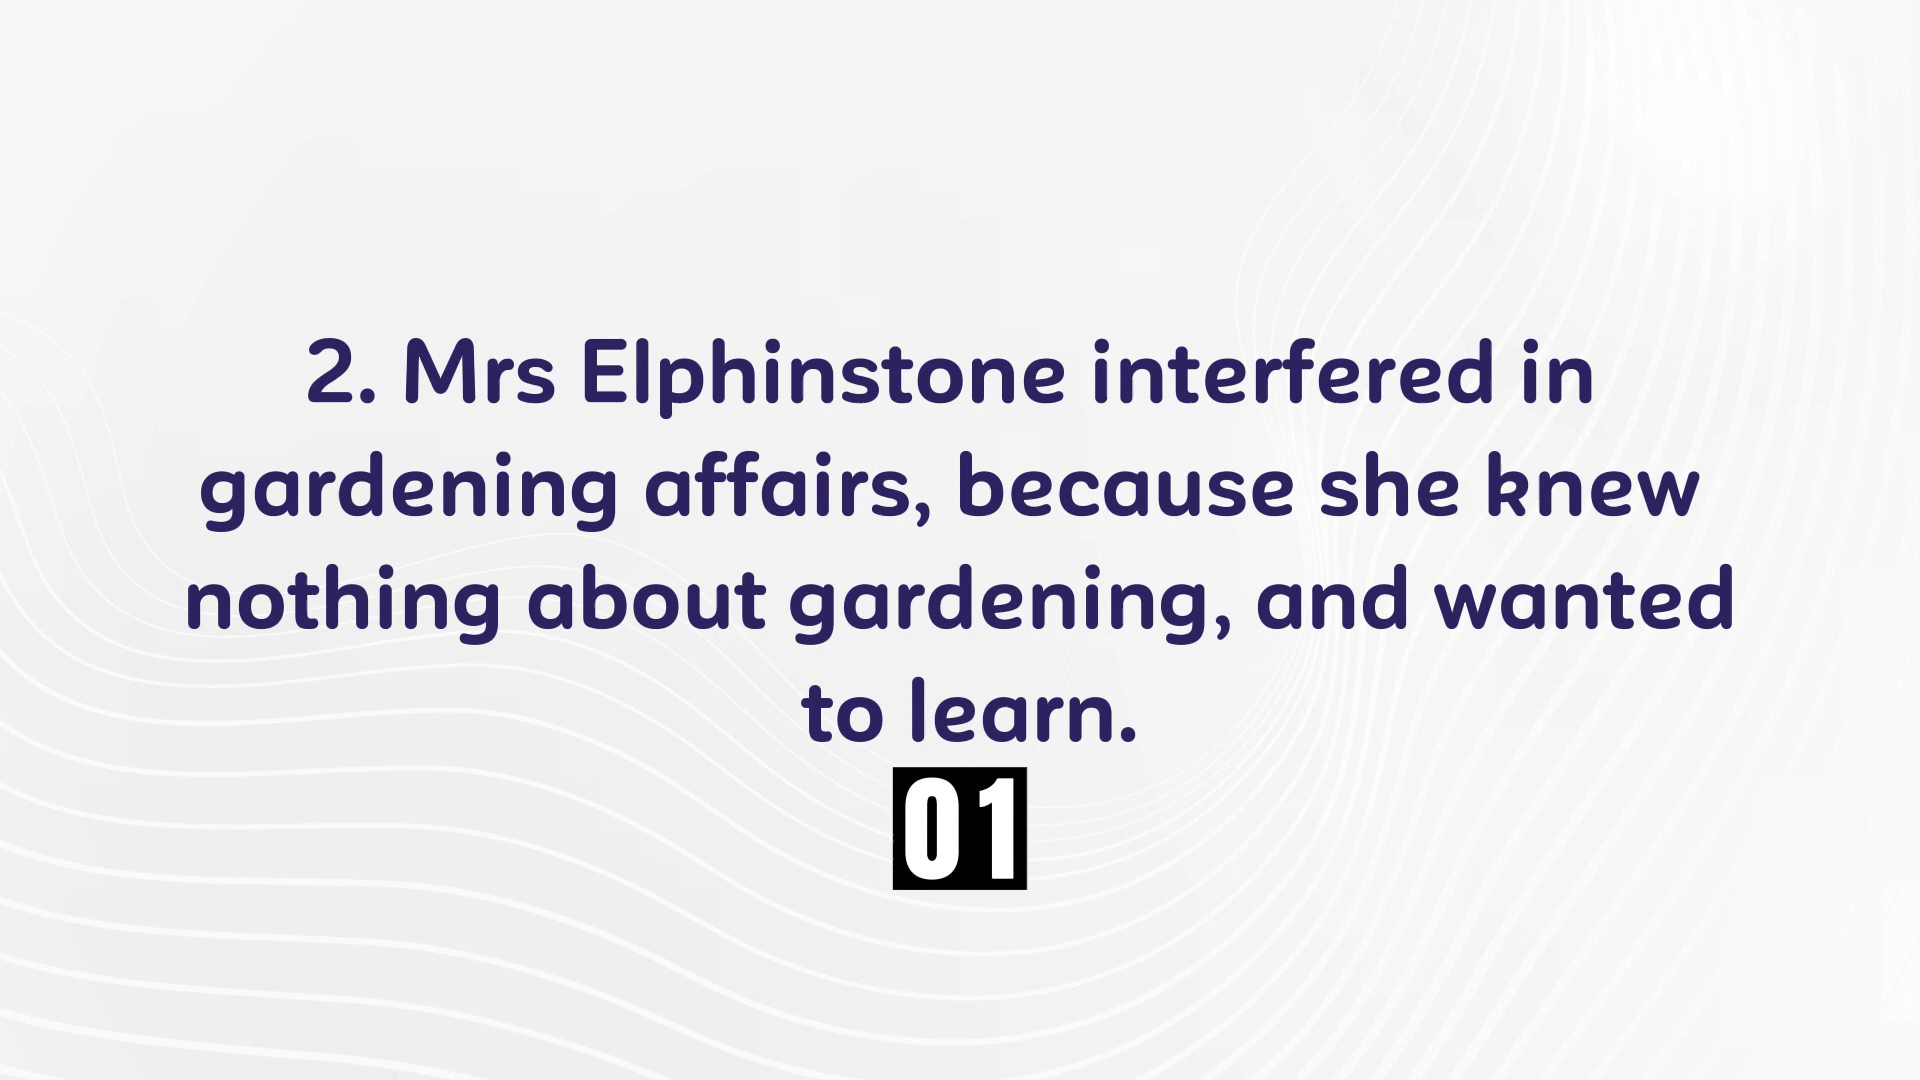 2. Mrs Elphinstone interfered in
gardening affairs, because she knew
nothing about gardening, and wanted
to learn.
01